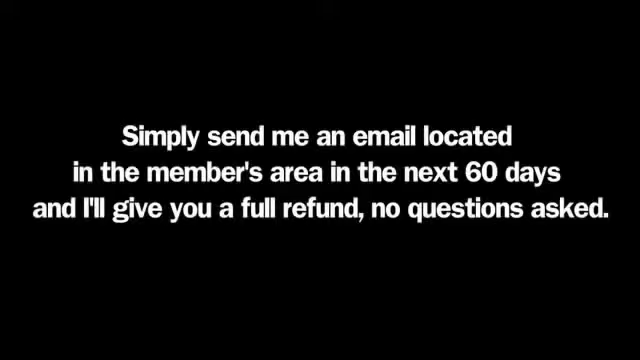 Simply send me an email located
in the member's area in the next 60 days
and I'll give you a full refund, no questions asked.